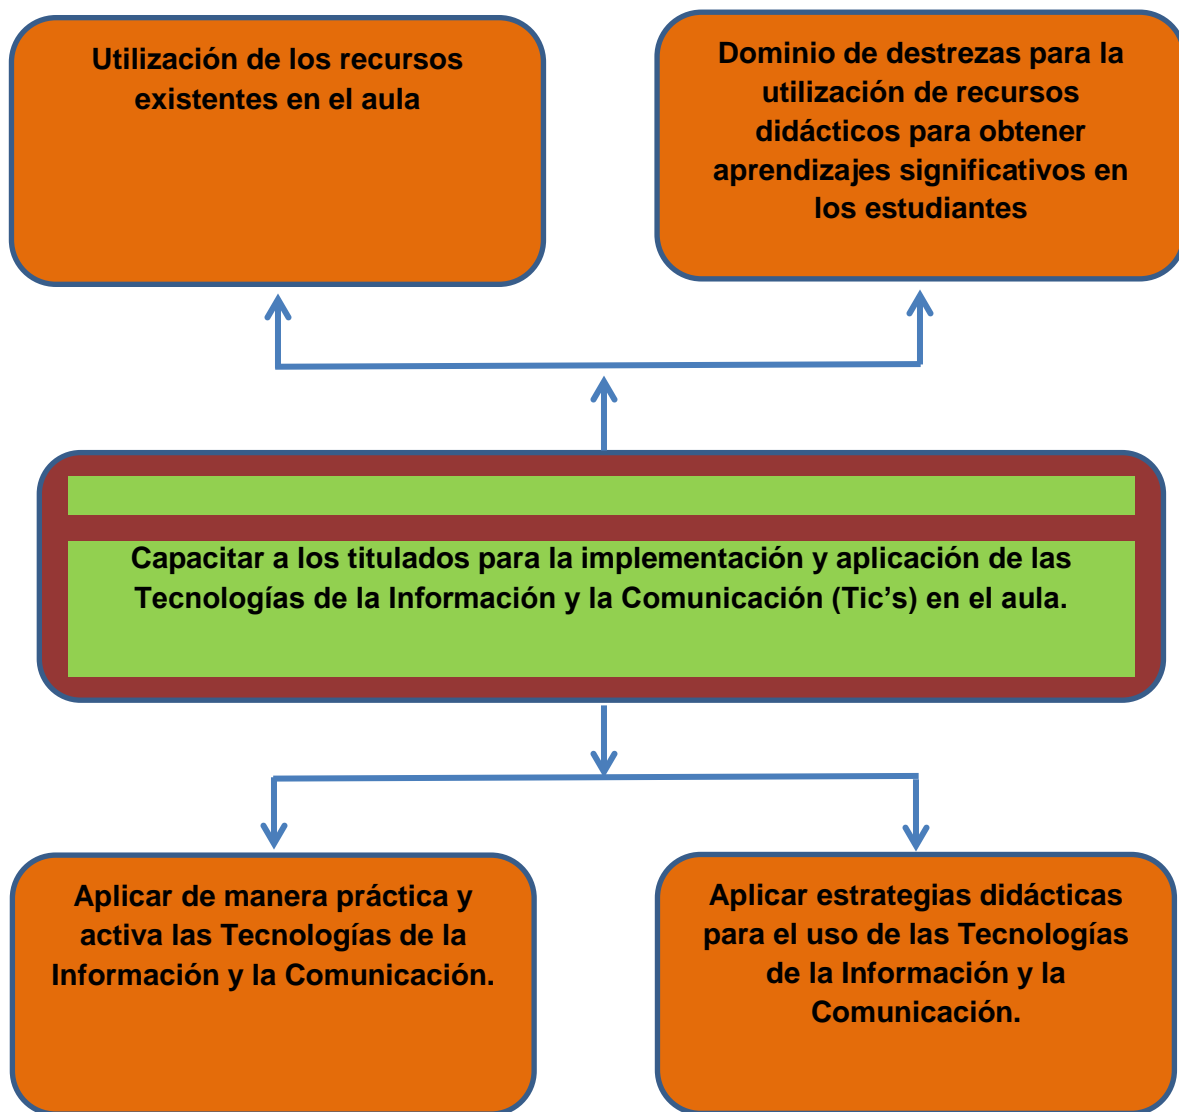 Utilización de los recursos
existentes en el aula
Dominio de destrezas para la
utilización de recursos
didácticos para obtener
aprendizajes significativos en
los estudiantes
Capacitar a los titulados para la implementación y aplicación de las
Tecnologías de la Información y la Comunicación (Tic’s) en el aula.
Aplicar de manera práctica y
activa las Tecnologías de la
Información y la Comunicación.
Aplicar estrategias didácticas
para el uso de las Tecnologías
de la Información y la
Comunicación.